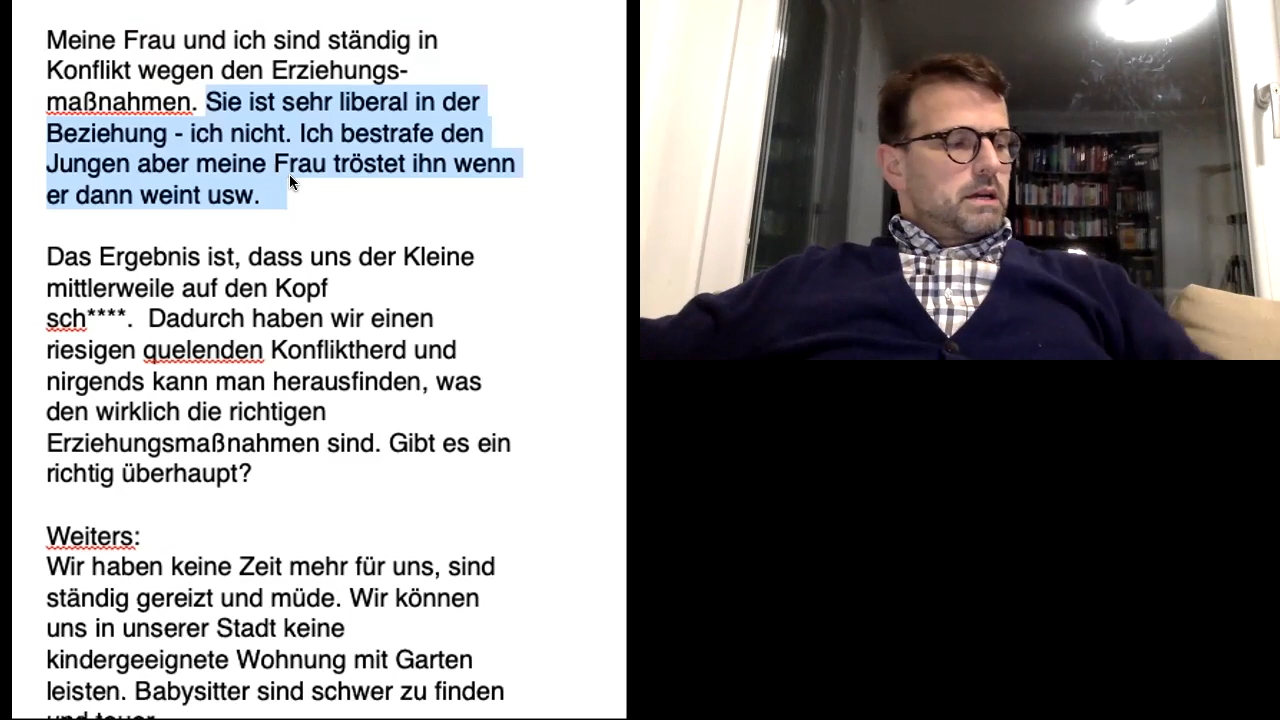 Meine Frau und ich sind ständig in
Konflikt wegen den Erziehungs-
maßnahmen. Sie ist sehr liberal in der
Beziehung - ich nicht. Ich bestrafe den
Jungen aber meine Frau tröstet ihn wenn
er dann weint usw.
Das Ergebnis ist, dass uns der Kleine
mittlerweile auf den Kopf
sch****. Dadurch haben wir einen
riesigen quelenden Konfliktherd und
nirgends kann man herausfinden, was
den wirklich die richtigen
Erziehungsmaßnahmen sind. Gibt es ein
richtig überhaupt?
Weiters:
Wir haben keine Zeit mehr für uns, sind
ständig gereizt und müde. Wir können
uns in unserer Stadt keine
kindergeeignete Wohnung mit Garten
leisten. Babysitter sind schwer zu finden
und teuer